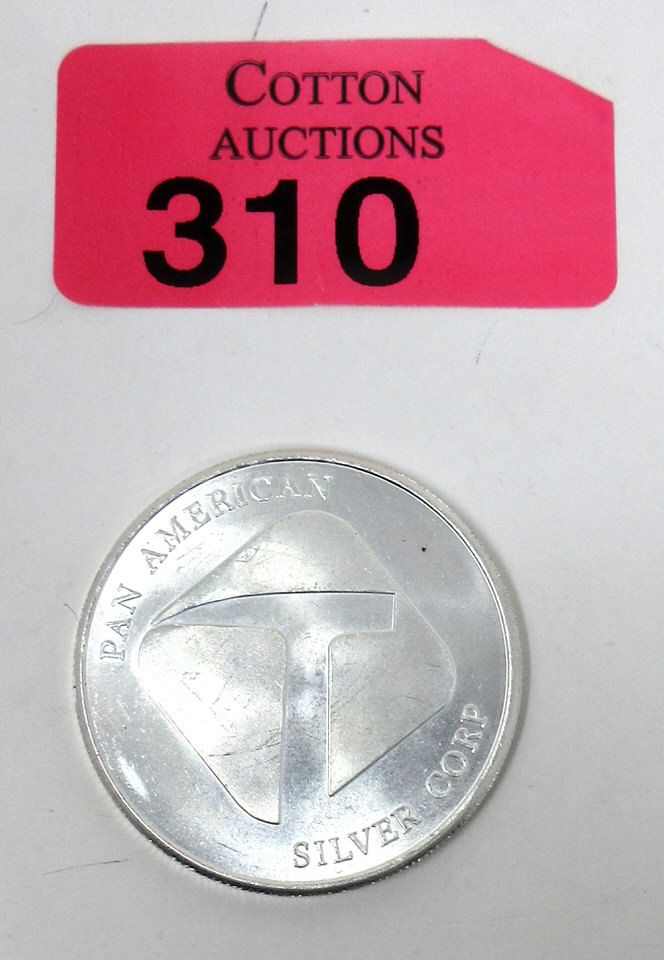 COTTON
AUCTIONS
310
PAN AMERICAN
SILVER CORP